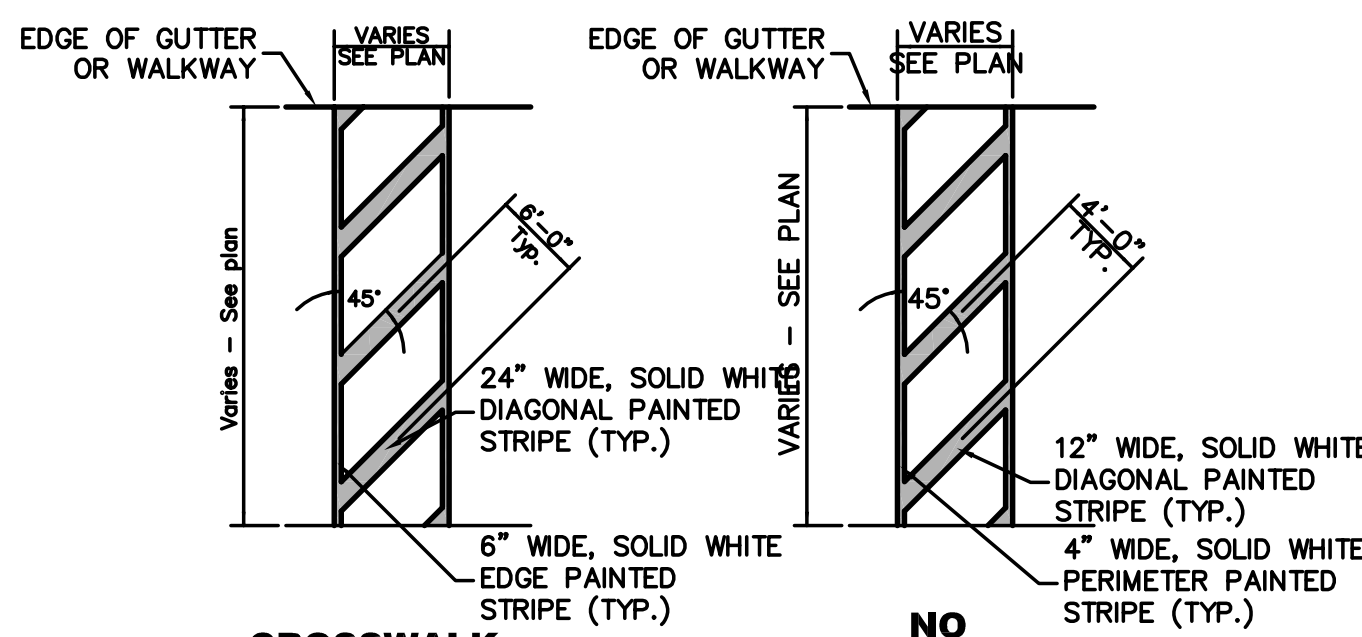 EDGE OF GUTTER
OR WALKWAY
VARIES
SEE PLAN
Varies - See plan
45°
6'-0"
Typ.
24" WIDE, SOLID WHITE
DIAGONAL PAINTED
STRIPE (TYP.)
6" WIDE, SOLID WHITE
EDGE PAINTED
STRIPE (TYP.)
CROSSWALK
EDGE OF GUTTER
OR WALKWAY
VARIES
SEE PLAN
VARIES - SEE PLAN
45°
4'-0"
TYP.
12" WIDE, SOLID WHITE
DIAGONAL PAINTED
STRIPE (TYP.)
4" WIDE, SOLID WHITE
PERIMETER PAINTED
STRIPE (TYP.)
NO